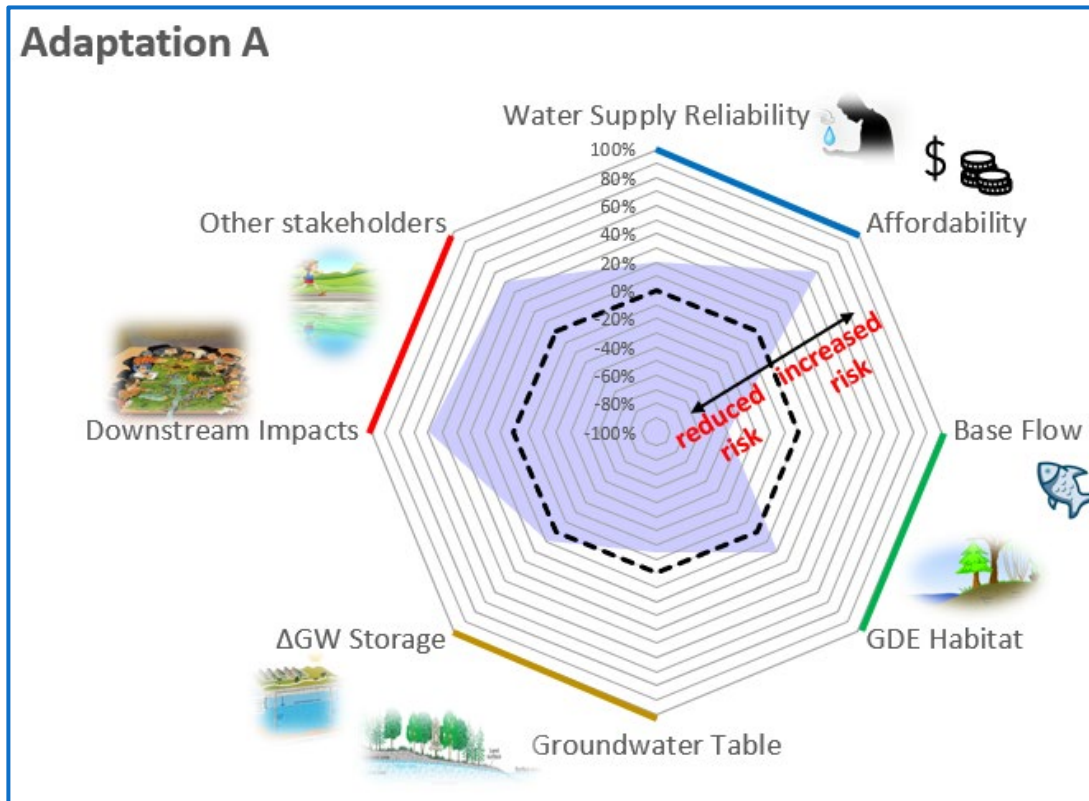 Adaptation A
Water Supply Reliability
$
100%
80%
60%
40%
20%
0%
-20%
-40%
-60%
-80%
-100%
Other stakeholders
Affordability
increased
risk
reduced
risk
Downstream Impacts
Base Flow
ΔGW Storage
GDE Habitat
Groundwater Table